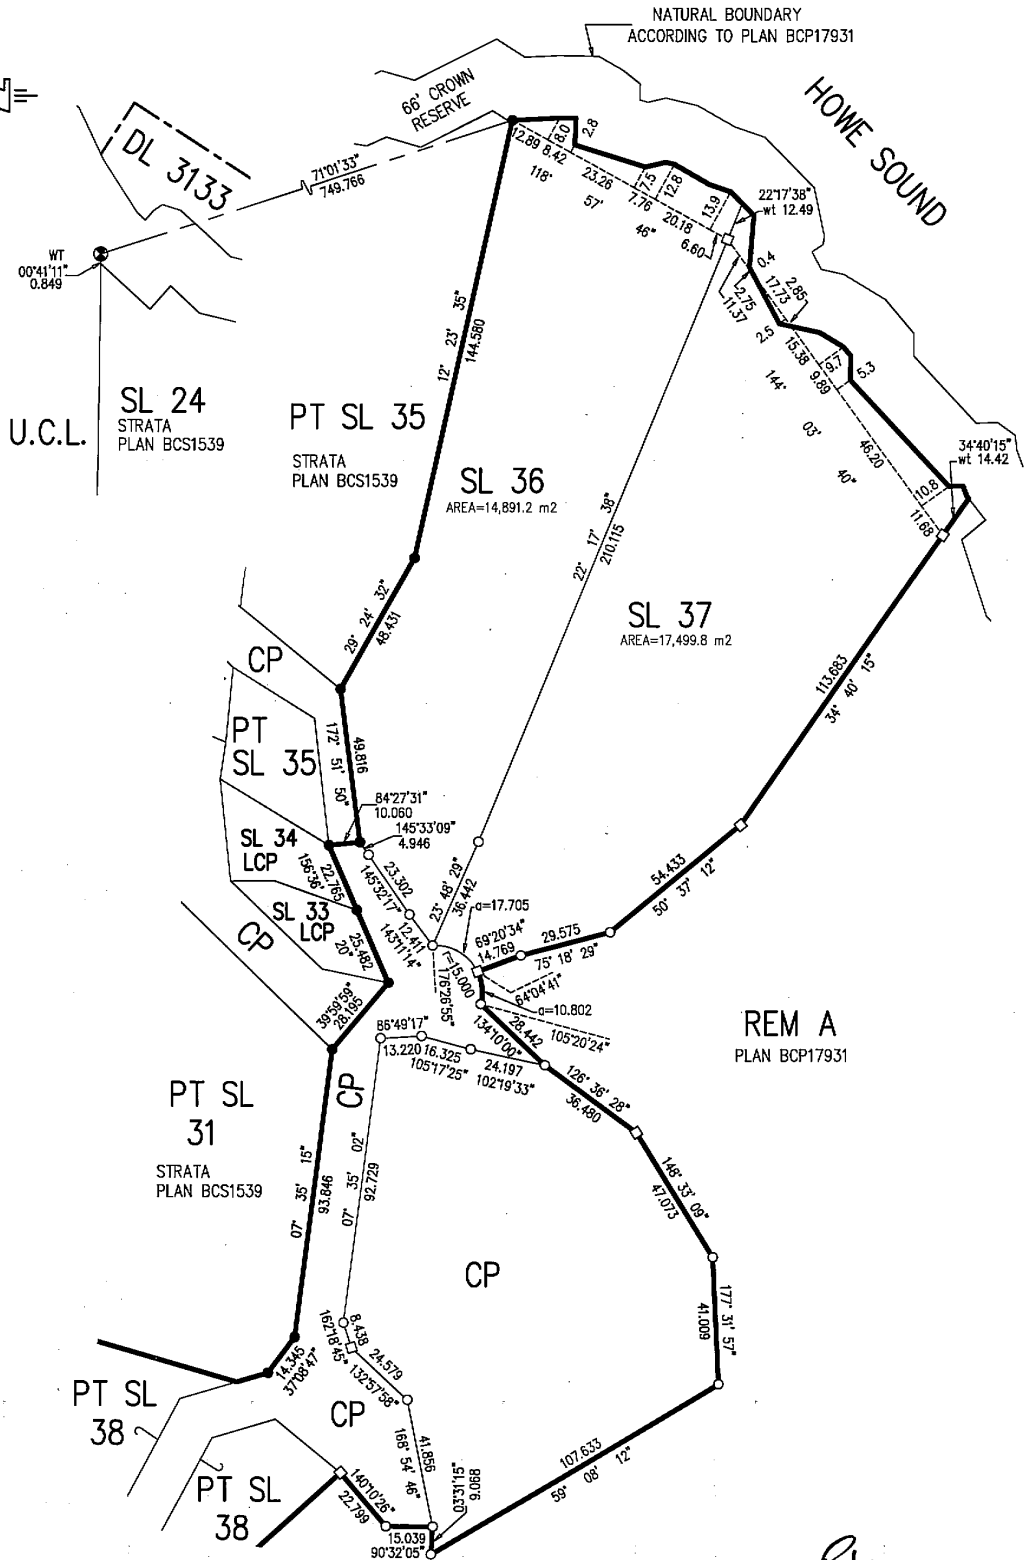 NATURAL BOUNDARY
ACCORDING TO PLAN BCP17931
66' CROWN
RESERVE
HOWE SOUND
DL 3133
71°01'33"
749.766
WT
00°41'11"
0.849
12.89
8.42
8.0
2.8
23.26
17.5
7.76
12.8
20.18
13.9
6.60
118° 57' 46"
22°17'38"
wt 12.49
0.4
2.75
11.37
17.73
2.85
2.5
15.38
9.7
9.89
5.3
144° 03' 40"
46.20
10.8
11.68
34°40'15"
wt 14.42
U.C.L.
SL 24
STRATA
PLAN BCS1539
PT SL 35
STRATA
PLAN BCS1539
12° 23' 35"
144.580
SL 36
AREA=14,891.2 m2
22° 17' 38"
210.115
SL 37
AREA=17,499.8 m2
29° 24' 32"
48.431
113.683
34° 40' 15"
CP
PT
SL 35
172° 51' 50"
49.816
84°27'31"
10.060
145°33'09"
4.946
SL 34
LCP
156°36' 20"
22.765
23.302
145°32'17"
23° 48' 29"
36.442
54.433
50° 37' 12"
SL 33
LCP
25.482
12.411
143°11'14"
a=17.705
69°20'34"
14.769
29.575
75° 18' 29"
CP
r=15.000
176°26'55"
64°04'41"
a=10.802
105°20'24"
39°59'59"
28.195
28.442
134°10'00"
REM A
PLAN BCP17931
86°49'17"
13.220
16.325
105°17'25"
24.197
102°19'33"
126° 36' 28"
36.480
CP
PT SL
31
STRATA
PLAN BCS1539
07° 35' 15"
93.846
07° 35' 02"
92.729
148° 33' 09"
47.073
CP
177° 31' 57"
41.009
8.438
162°18'45"
14.345
37°08'47"
24.579
132°57'58"
PT SL
38
CP
168° 54' 46"
41.856
107.633
59° 08' 12"
PT SL
38
140°10'26"
22.799
03°31'15"
9.068
15.039
90°32'05"